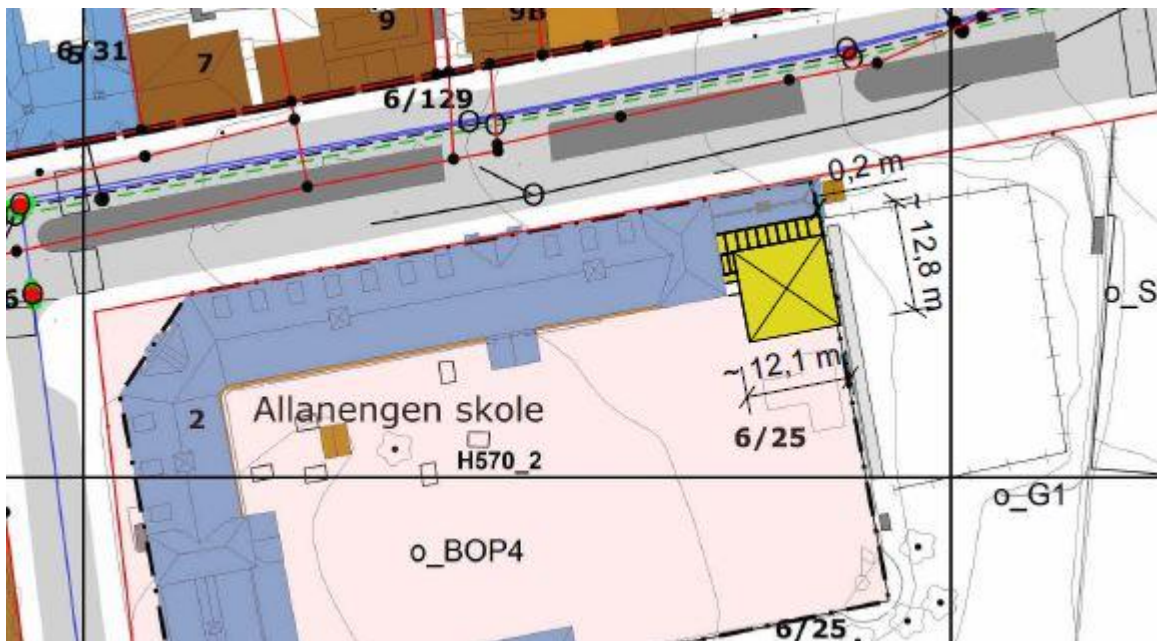 9
9B
6/31
7
6/129
0,2 m
~ 12,8 m
o_S
6
~ 12,1 m
Allanengen skole
2
6/25
H570_2
o_G1
o_BOP4
6/25